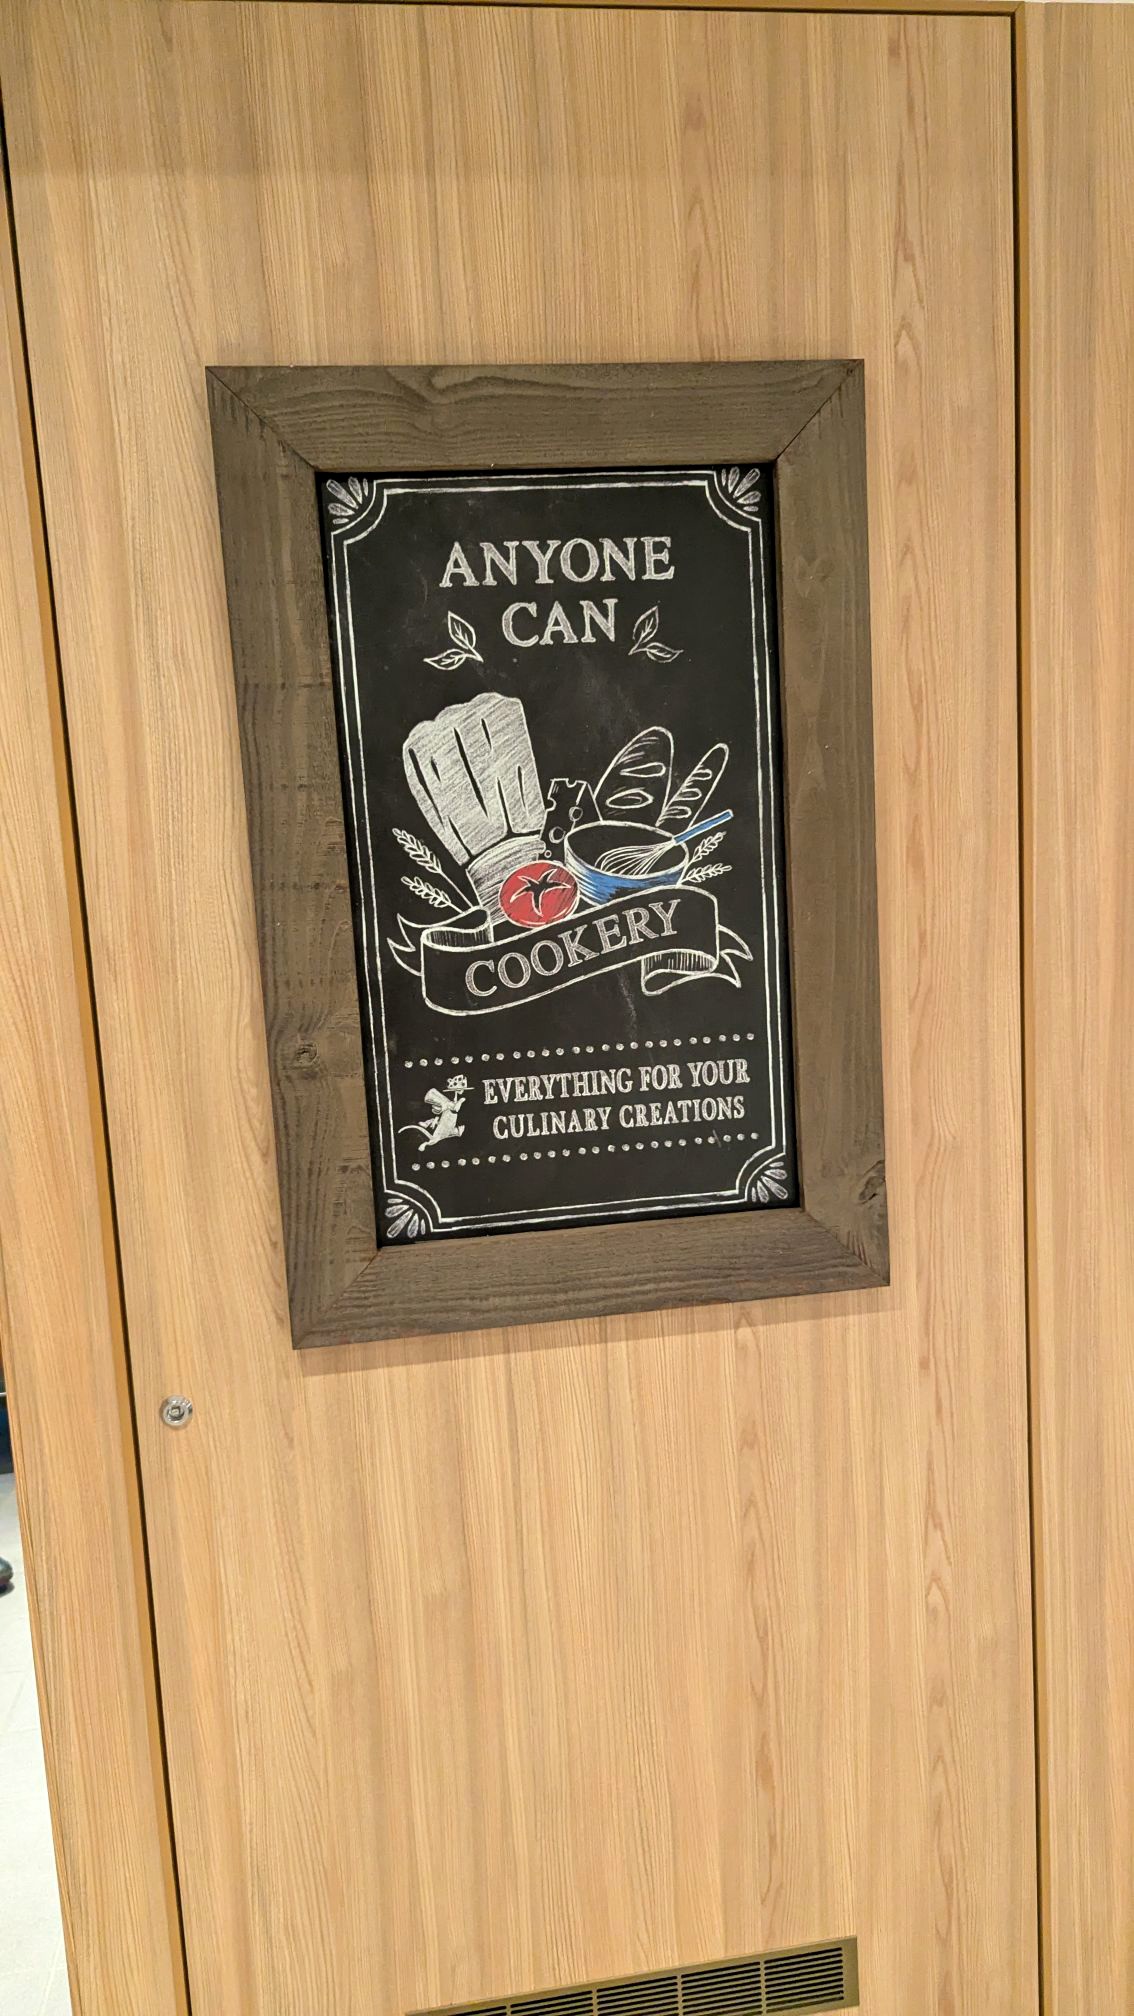 ANYONE
CAN
COOKERY
EVERYTHING FOR YOUR
CULINARY CREATIONS